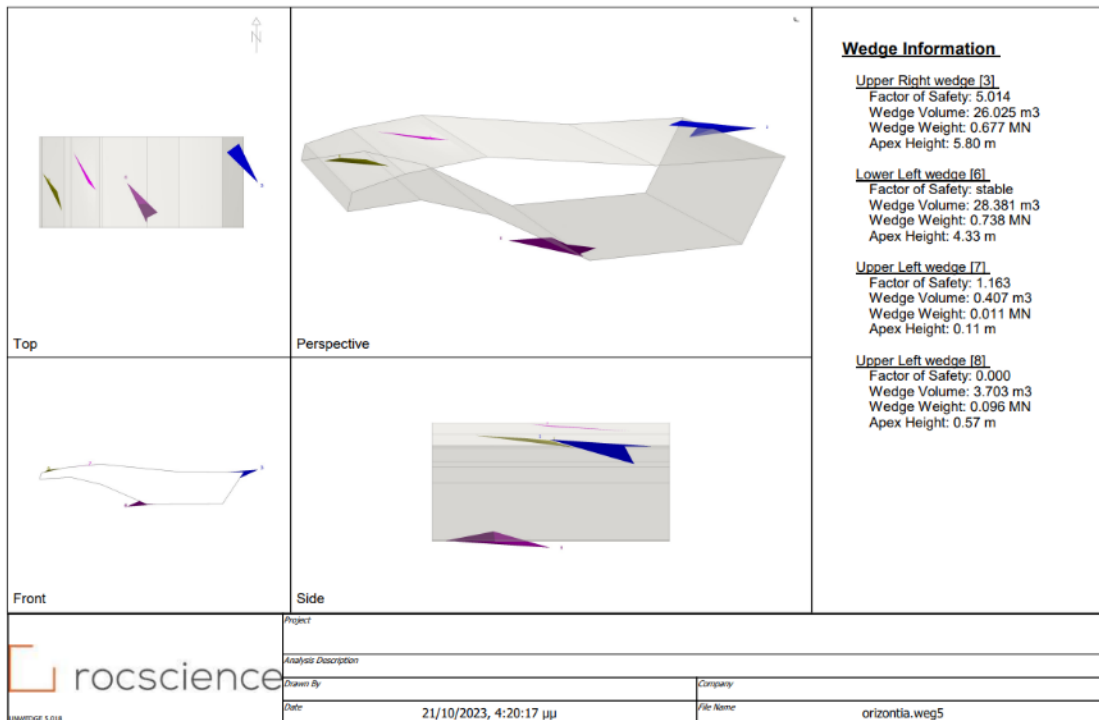 N
Top
Perspective
Front
Side
Wedge Information
Upper Right wedge [3]
Factor of Safety: 5.014
Wedge Volume: 26.025 m3
Wedge Weight: 0.677 MN
Apex Height: 5.80 m
Lower Left wedge [6]
Factor of Safety: stable
Wedge Volume: 28.381 m3
Wedge Weight: 0.738 MN
Apex Height: 4.33 m
Upper Left wedge [7]
Factor of Safety: 1.163
Wedge Volume: 0.407 m3
Wedge Weight: 0.011 MN
Apex Height: 0.11 m
Upper Left wedge [8]
Factor of Safety: 0.000
Wedge Volume: 3.703 m3
Wedge Weight: 0.096 MN
Apex Height: 0.57 m
rocscience
UNWEDGE 5.018
Project
Analysis Description
Drawn By
Company
Date
21/10/2023, 4:20:17 μμ
File Name
orizontia.weg5